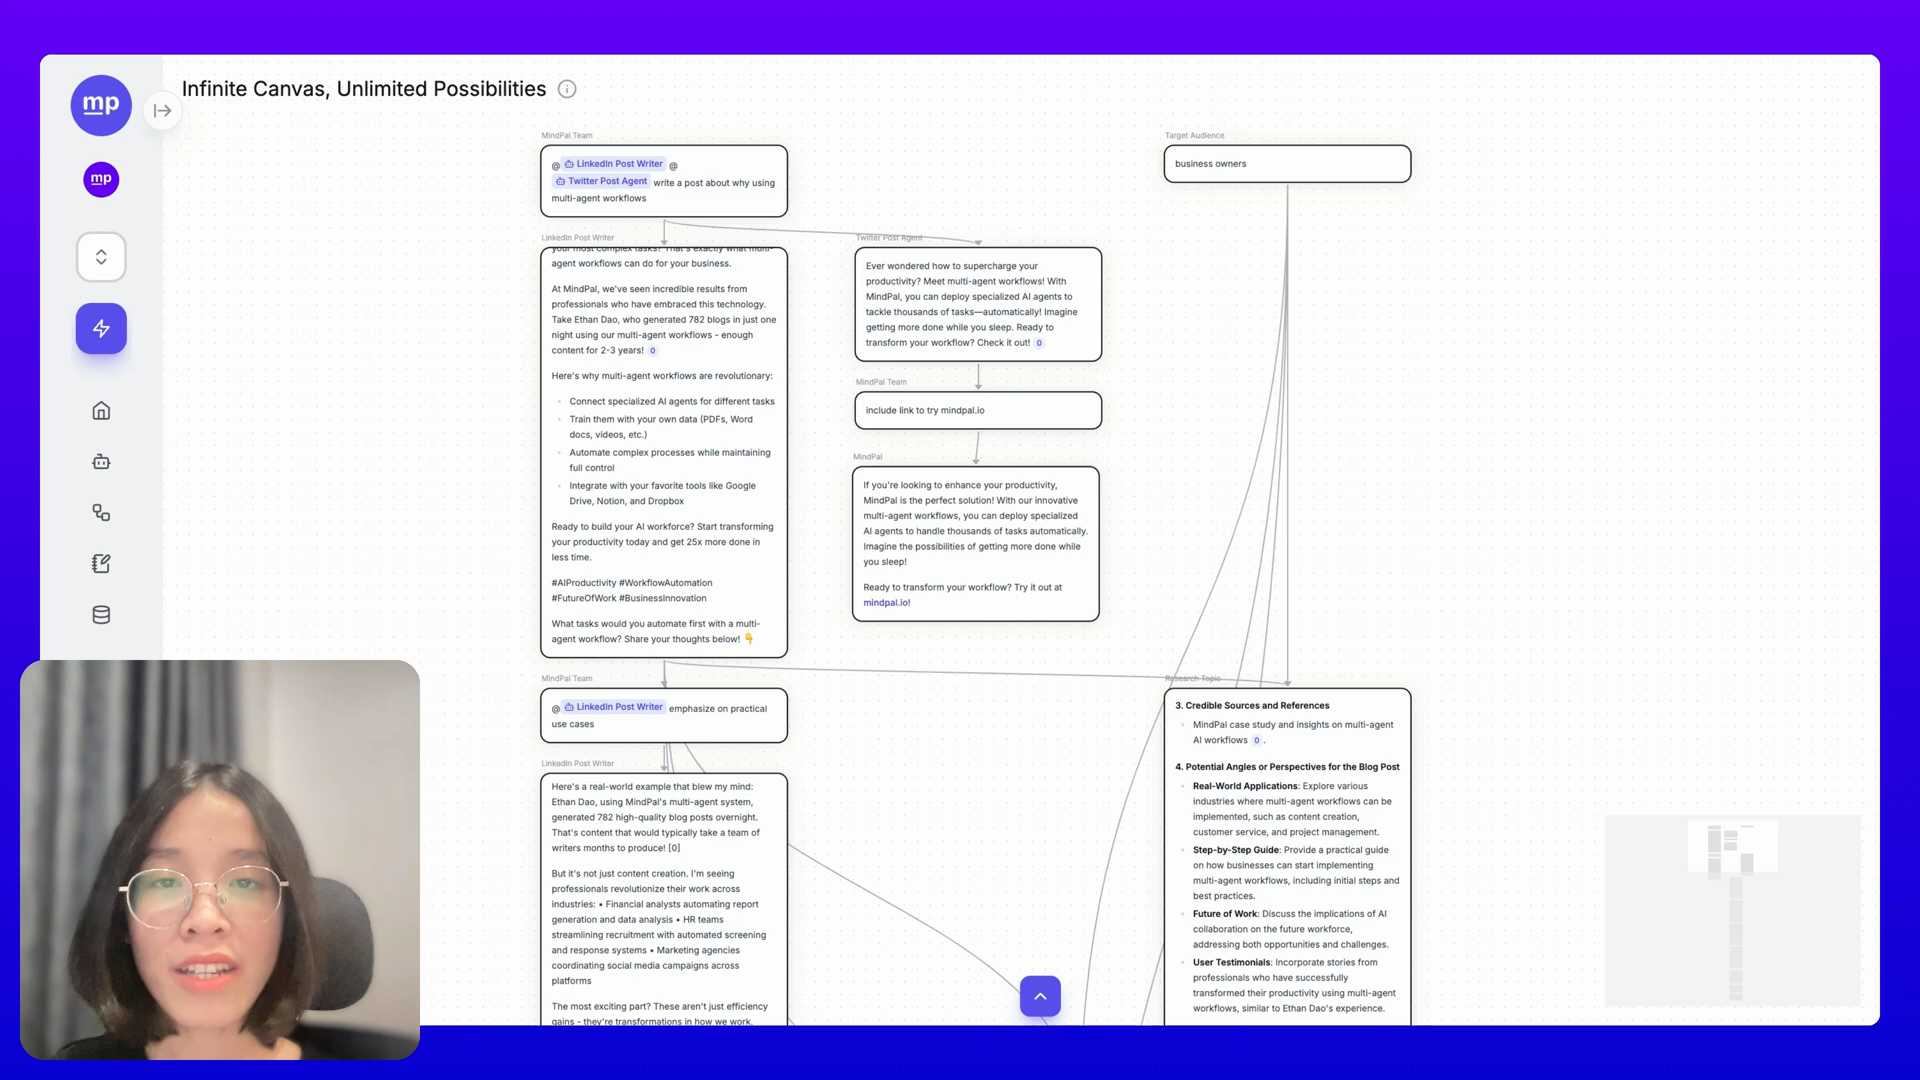 mp
Infinite Canvas, Unlimited Possibilities
mp
MindPal Team
@ LinkedIn Post Writer @
Twitter Post Agent write a post about why using
multi-agent workflows
Target Audience
business owners
LinkedIn Post Writer
your most complex tasks? That's exactly what multi-
agent workflows can do for your business.
At MindPal, we've seen incredible results from
professionals who have embraced this technology.
Take Ethan Dao, who generated 782 blogs in just one
night using our multi-agent workflows - enough
content for 2-3 years! 0
Here's why multi-agent workflows are revolutionary:
Connect specialized AI agents for different tasks
Train them with your own data (PDFs, Word
docs, videos, etc.)
Automate complex processes while maintaining
full control
Integrate with your favorite tools like Google
Drive, Notion, and Dropbox
Ready to build your AI workforce? Start transforming
your productivity today and get 25x more done in
less time.
#AIProductivity #WorkflowAutomation
#FutureOfWork #BusinessInnovation
What tasks would you automate first with a multi-
agent workflow? Share your thoughts below! 👇
Twitter Post Agent
Ever wondered how to supercharge your
productivity? Meet multi-agent workflows! With
MindPal, you can deploy specialized AI agents to
tackle thousands of tasks—automatically! Imagine
getting more done while you sleep. Ready to
transform your workflow? Check it out! 0
MindPal Team
include link to try mindpal.io
MindPal
If you're looking to enhance your productivity,
MindPal is the perfect solution! With our innovative
multi-agent workflows, you can deploy specialized
AI agents to handle thousands of tasks automatically.
Imagine the possibilities of getting more done while
you sleep!
Ready to transform your workflow? Try it out at
mindpal.io!
MindPal Team
@ LinkedIn Post Writer emphasize on practical
use cases
LinkedIn Post Writer
Here's a real-world example that blew my mind:
Ethan Dao, using MindPal's multi-agent system,
generated 782 high-quality blog posts overnight.
That's content that would typically take a team of
writers months to produce! [0]
But it's not just content creation. I'm seeing
professionals revolutionize their work across
industries: • Financial analysts automating report
generation and data analysis • HR teams
streamlining recruitment with automated screening
and response systems • Marketing agencies
coordinating social media campaigns across
platforms
The most exciting part? These aren't just efficiency
gains - they're transformations in how we work.
Research Topic
3. Credible Sources and References
MindPal case study and insights on multi-agent
AI workflows 0 .
4. Potential Angles or Perspectives for the Blog Post
Real-World Applications: Explore various
industries where multi-agent workflows can be
implemented, such as content creation,
customer service, and project management.
Step-by-Step Guide: Provide a practical guide
on how businesses can start implementing
multi-agent workflows, including initial steps and
best practices.
Future of Work: Discuss the implications of AI
collaboration on the future workforce,
addressing both opportunities and challenges.
User Testimonials: Incorporate stories from
professionals who have successfully
transformed their productivity using multi-agent
workflows, similar to Ethan Dao's experience.